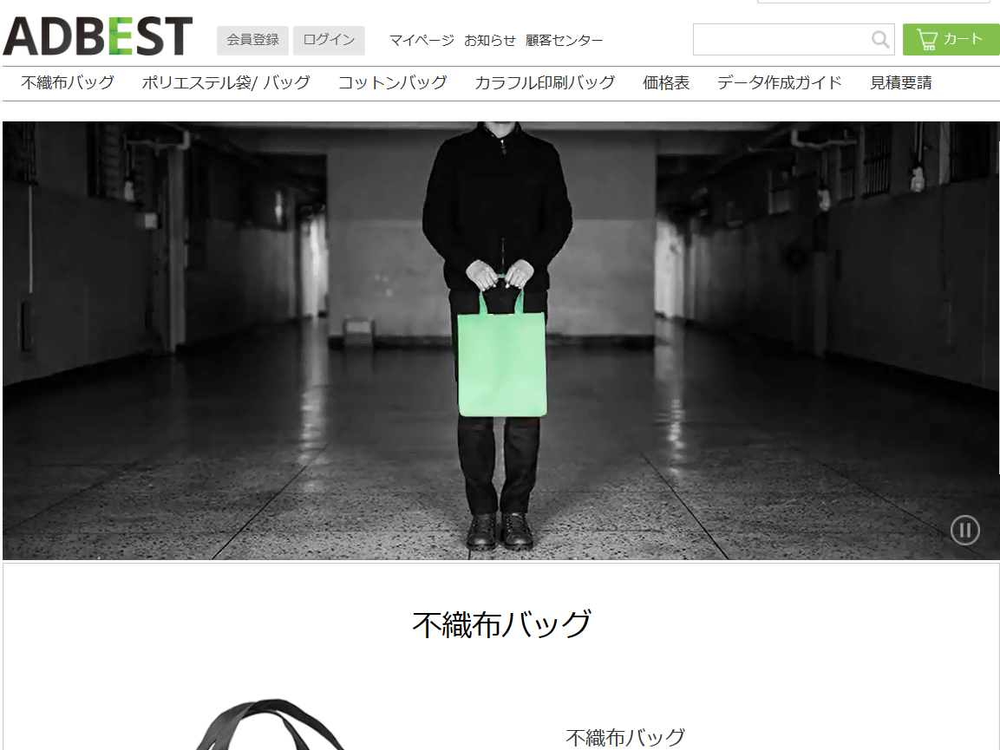 ADBEST
会員登録 ログイン マイページ お知らせ 顧客センター カート
不織布バッグ ポリエステル袋/ バッグ コットンバッグ カラフル印刷バッグ 価格表 データ作成ガイド 見積要請
不織布バッグ
不織布バッグ